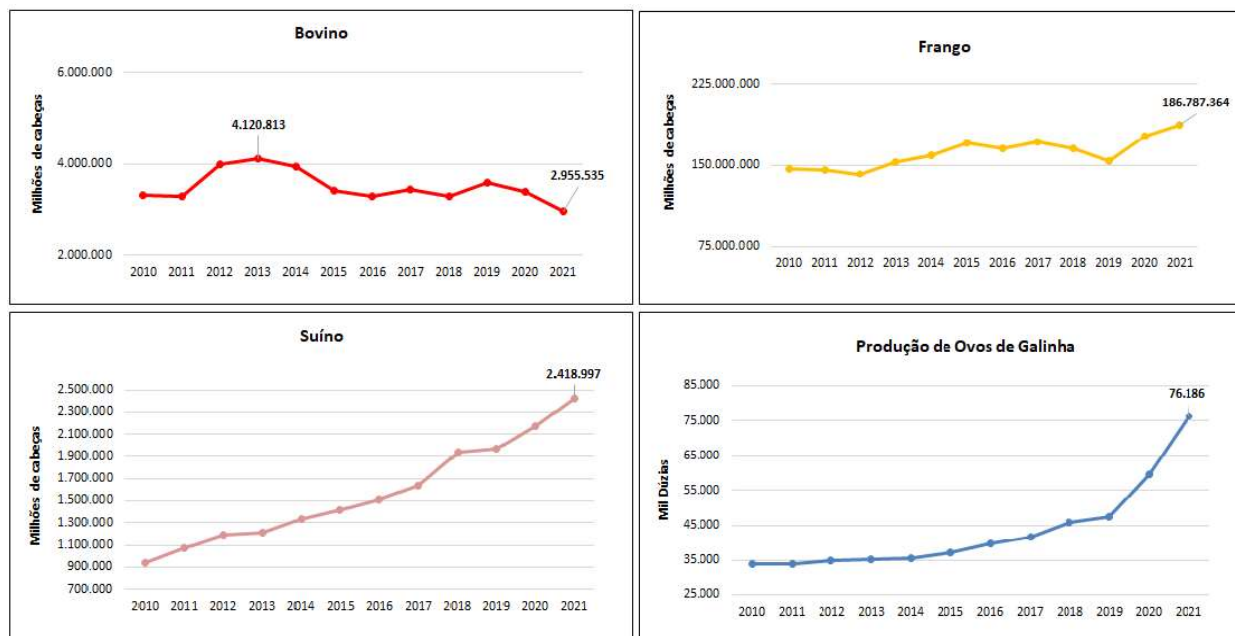 Bovino
Milhões de cabeças
6.000.000
4.000.000
2.000.000
4.120.813
2.955.535
2010 2011 2012 2013 2014 2015 2016 2017 2018 2019 2020 2021
Frango
Milhões de cabeças
225.000.000
150.000.000
75.000.000
186.787.364
2010 2011 2012 2013 2014 2015 2016 2017 2018 2019 2020 2021
Suíno
Milhões de cabeças
2.500.000
2.300.000
2.100.000
1.900.000
1.700.000
1.500.000
1.300.000
1.100.000
900.000
700.000
2.418.997
2010 2011 2012 2013 2014 2015 2016 2017 2018 2019 2020 2021
Produção de Ovos de Galinha
Mil Dúzias
85.000
75.000
65.000
55.000
45.000
35.000
25.000
76.186
2010 2011 2012 2013 2014 2015 2016 2017 2018 2019 2020 2021